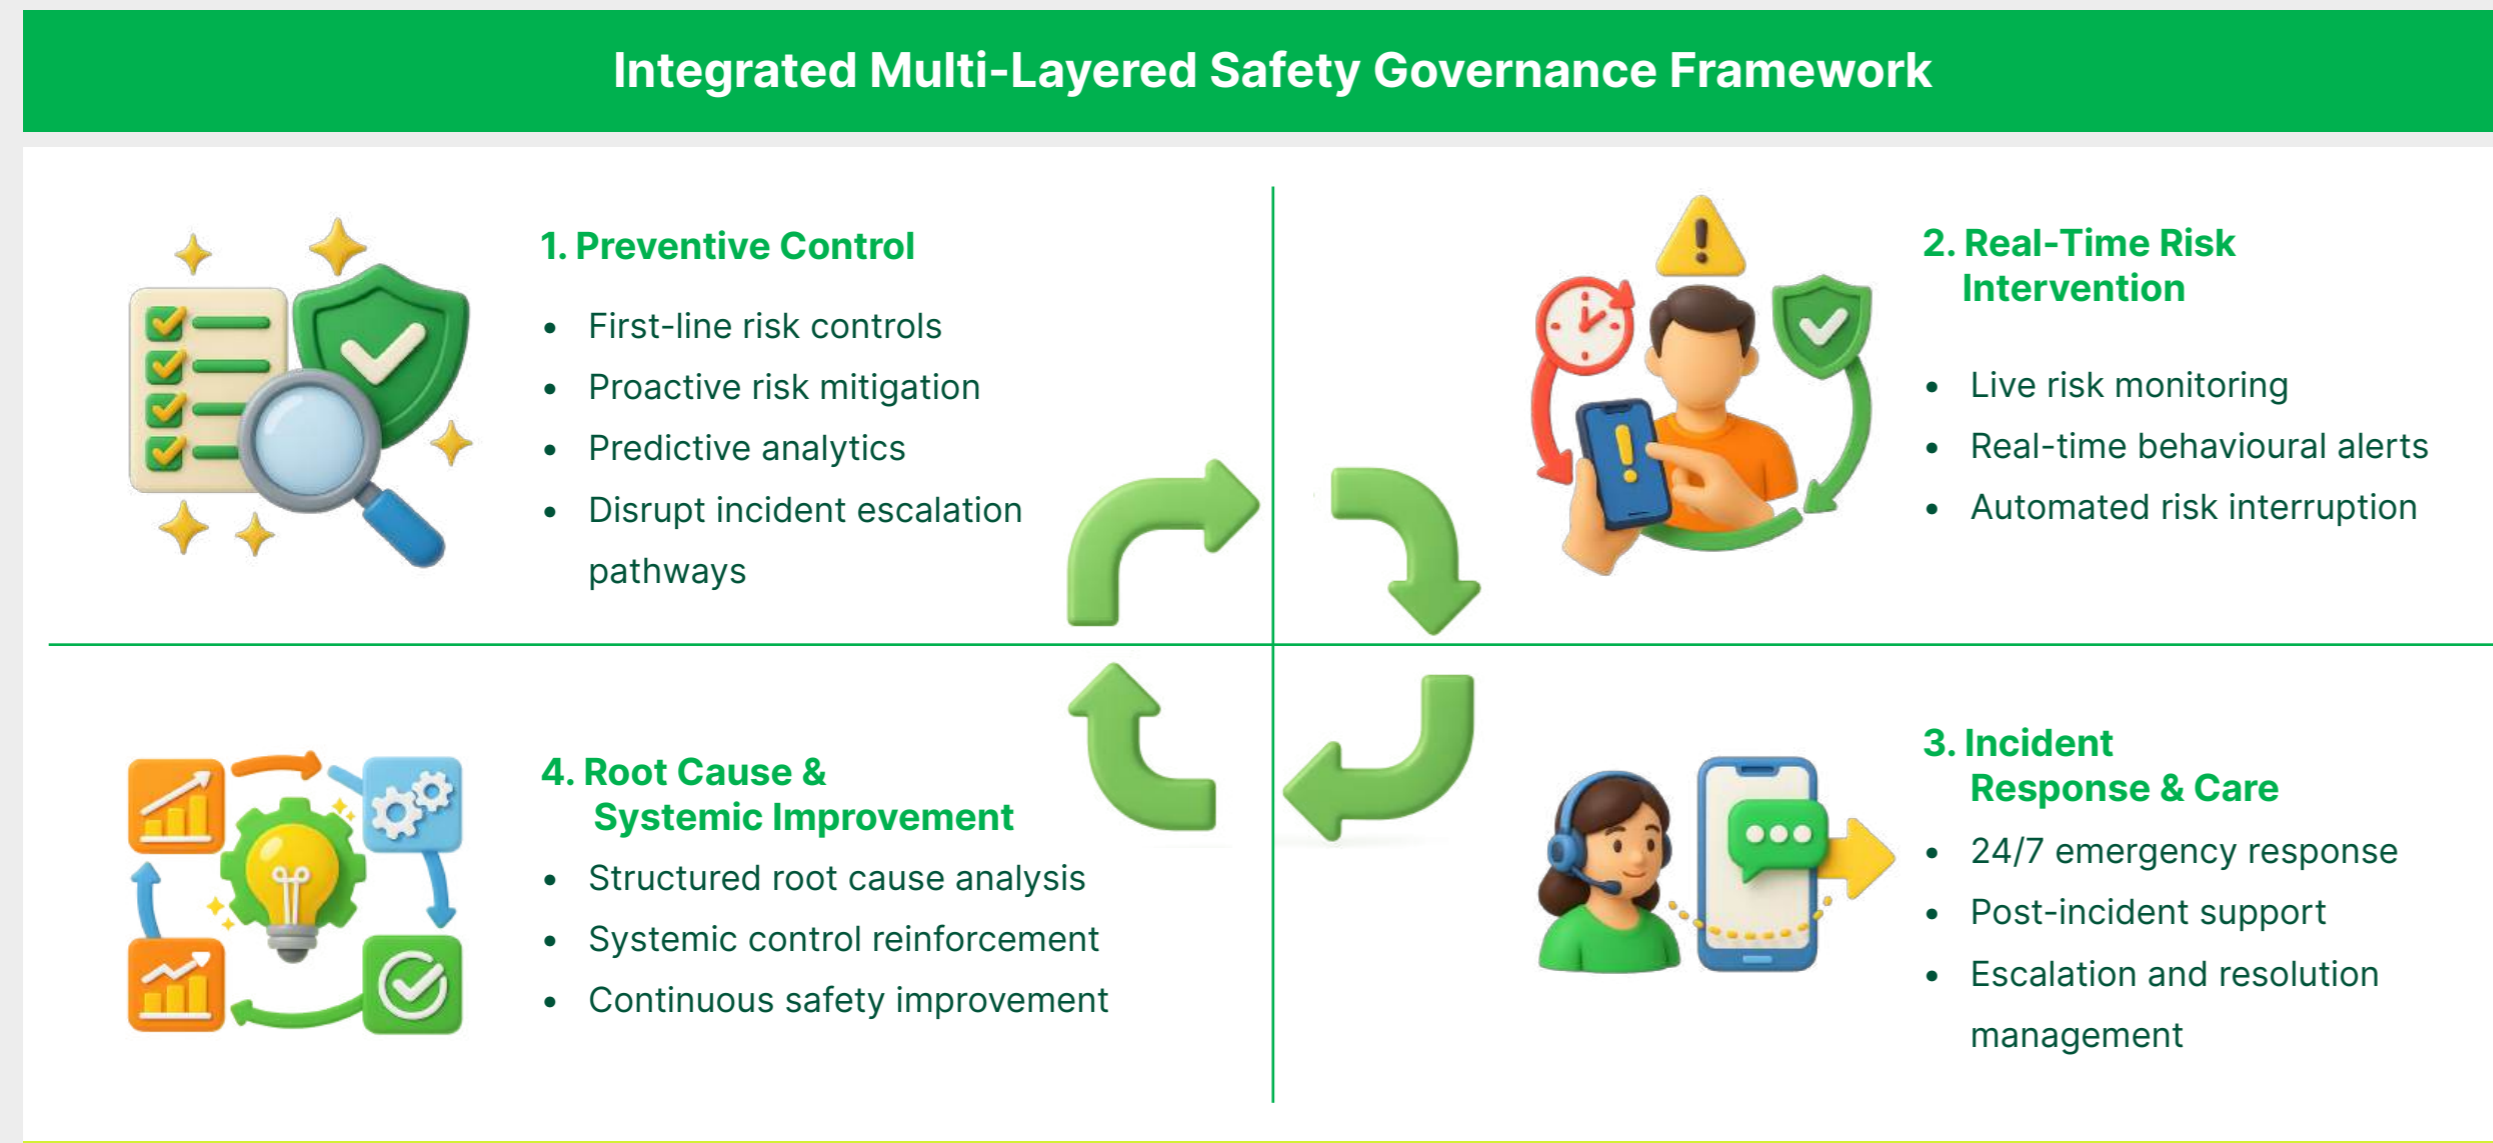 Integrated Multi-Layered Safety Governance Framework
1. Preventive Control
• First-line risk controls
• Proactive risk mitigation
• Predictive analytics
• Disrupt incident escalation
pathways
2. Real-Time Risk
Intervention
• Live risk monitoring
• Real-time behavioural alerts
• Automated risk interruption
3. Incident
Response & Care
• 24/7 emergency response
• Post-incident support
• Escalation and resolution
management
4. Root Cause &
Systemic Improvement
• Structured root cause analysis
• Systemic control reinforcement
• Continuous safety improvement